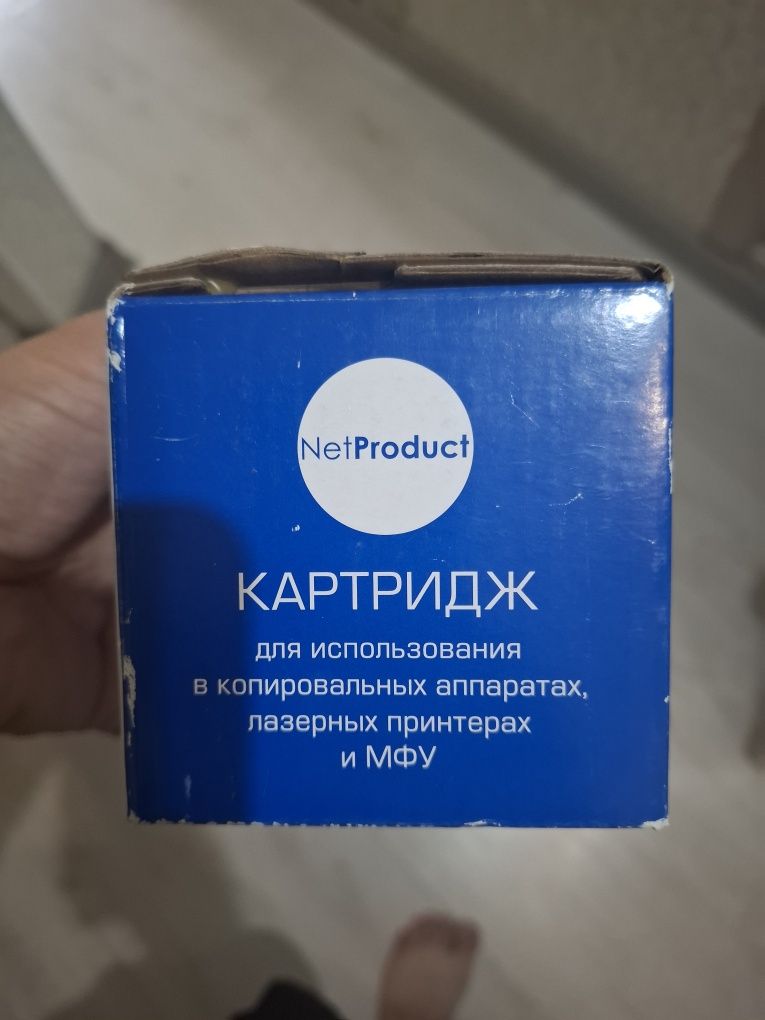 NetProduct
КАРТРИДЖ
для использования
в копировальных аппаратах,
лазерных принтерах
и МФУ